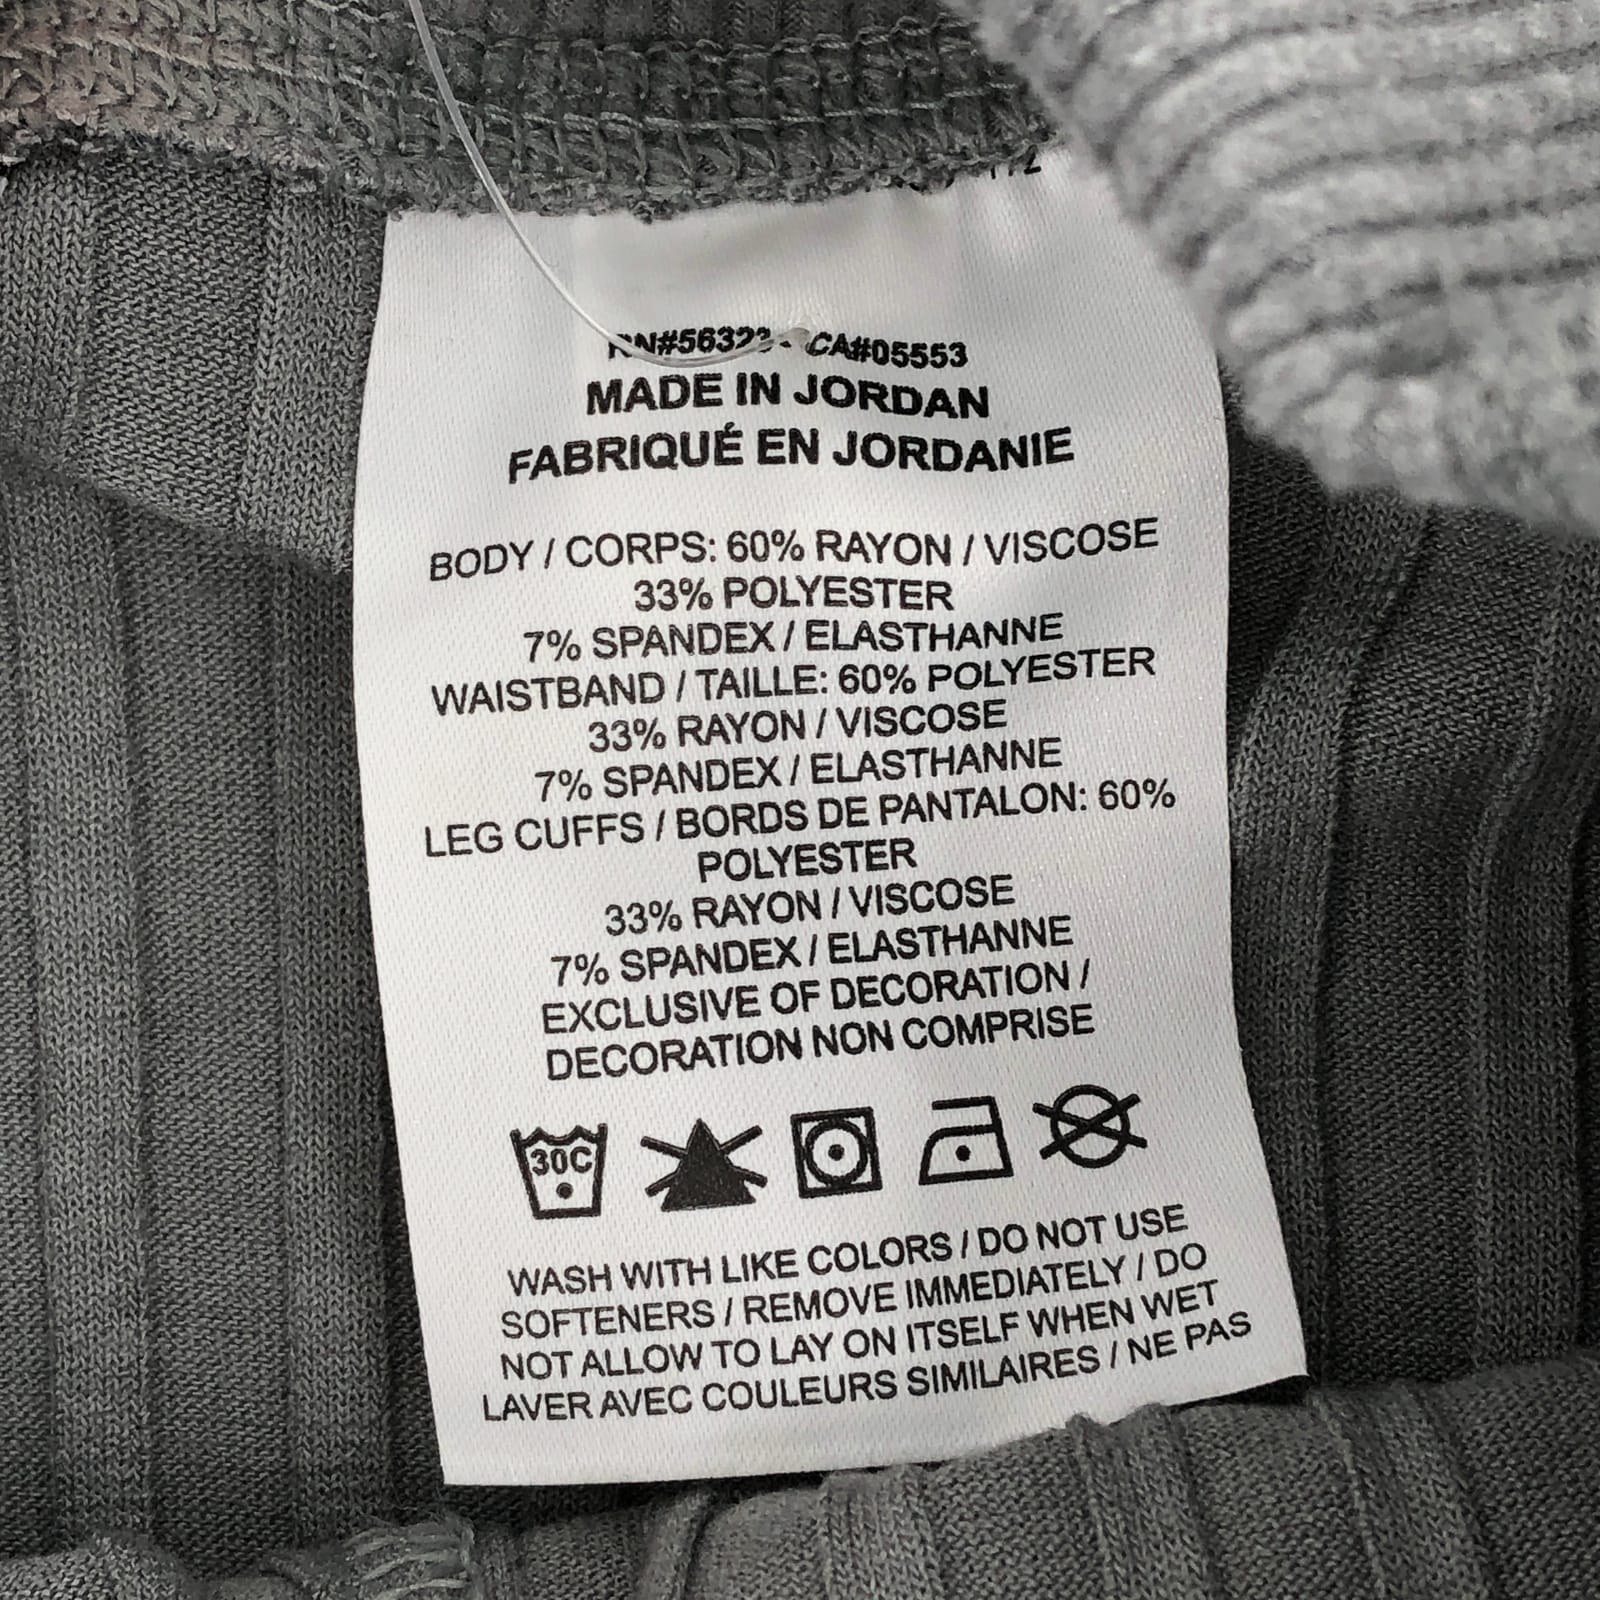 RN#56323 - CA#05553
MADE IN JORDAN
FABRIQUÉ EN JORDANIE
BODY / CORPS: 60% RAYON / VISCOSE
33% POLYESTER
7% SPANDEX / ELASTHANNE
WAISTBAND / TAILLE: 60% POLYESTER
33% RAYON / VISCOSE
7% SPANDEX / ELASTHANNE
LEG CUFFS / BORDS DE PANTALON: 60%
POLYESTER
33% RAYON / VISCOSE
7% SPANDEX / ELASTHANNE
EXCLUSIVE OF DECORATION /
DECORATION NON COMPRISE
30C
WASH WITH LIKE COLORS / DO NOT USE
SOFTENERS / REMOVE IMMEDIATELY / DO
NOT ALLOW TO LAY ON ITSELF WHEN WET
LAVER AVEC COULEURS SIMILAIRES / NE PAS